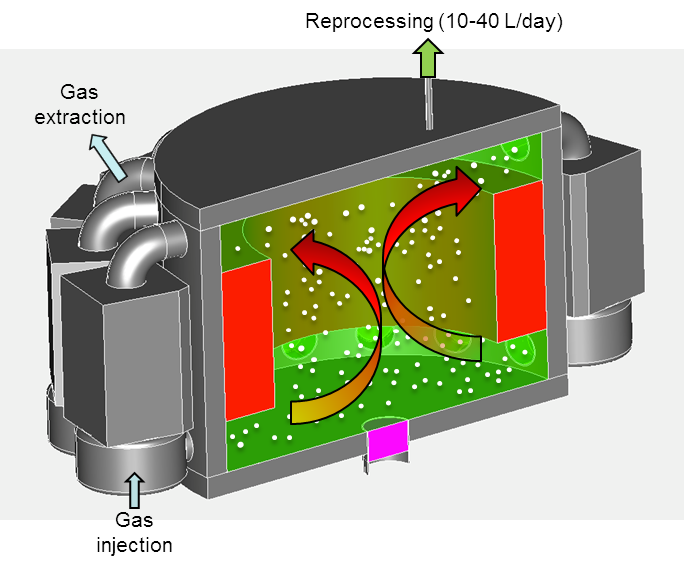 Reprocessing (10-40 L/day)
Gas
extraction
Gas
injection